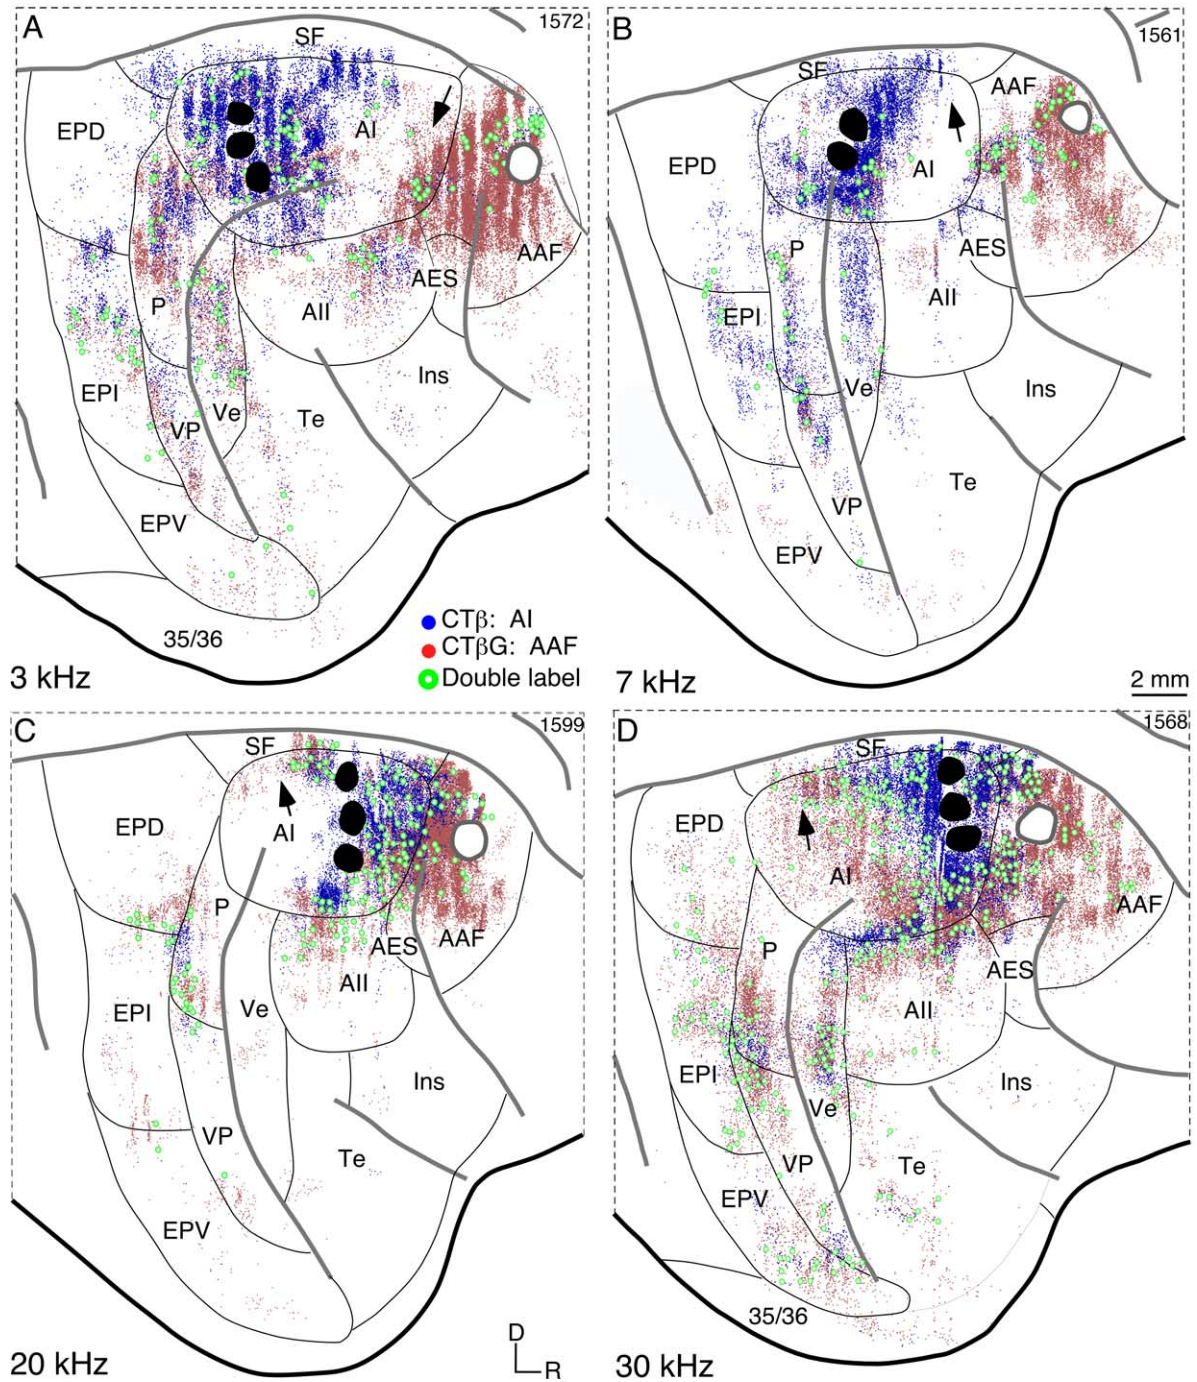 A
1572
SF
EPD
AI
P
AES
AAF
AII
EPI
Ins
VP
Ve
Te
EPV
35/36
3 kHz
CTβ: AI
CTβG: AAF
Double label
B
1561
SF
AAF
EPD
AI
P
AES
AII
EPI
Ve
Ins
Te
VP
EPV
7 kHz
2 mm
C
1599
SF
EPD
AI
P
AES
AAF
AII
EPI
Ve
Ins
VP
Te
EPV
20 kHz
D
R
D
1568
SF
EPD
AI
AAF
P
AES
AII
EPI
Ins
Ve
VP
Te
EPV
35/36
30 kHz